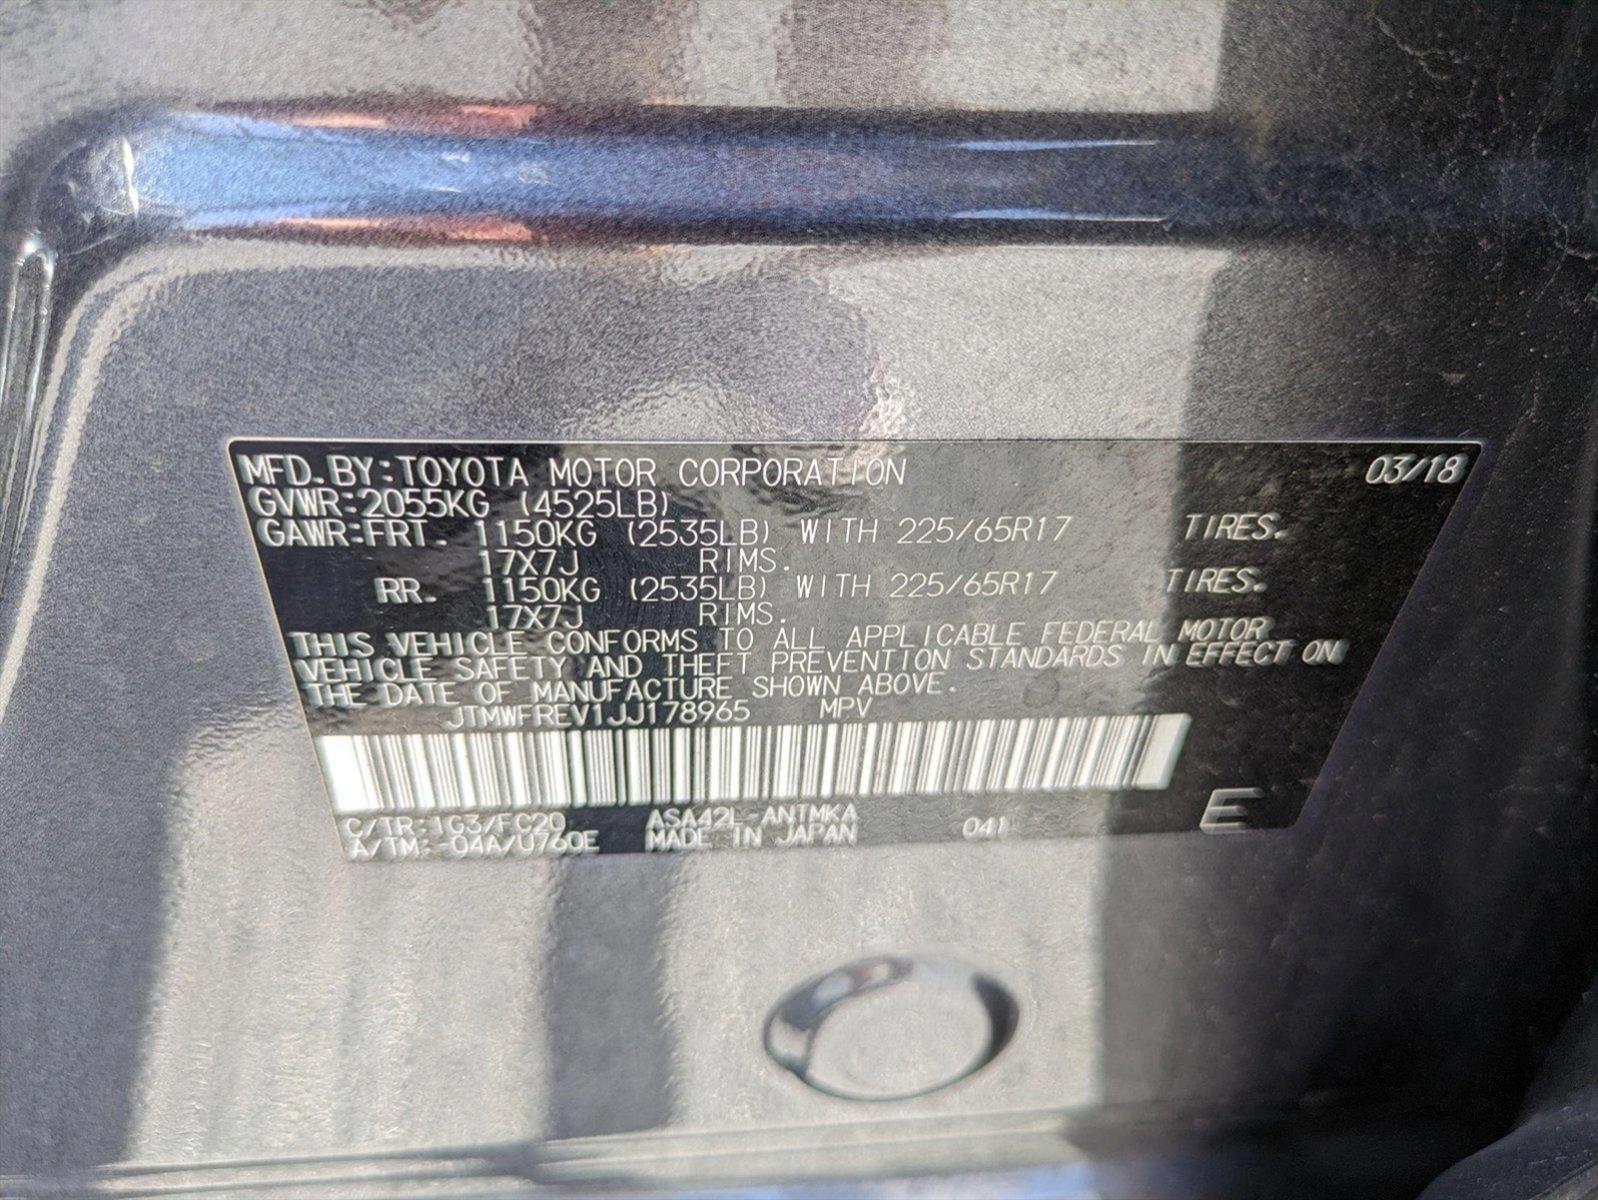 MFD.BY:TOYOTA MOTOR CORPORATION 03/18
GVWR:2055KG (4525LB)
GAWR:FRT. 1150KG (2535LB) WITH 225/65R17 TIRES.
17X7J RIMS.
RR. 1150KG (2535LB) WITH 225/65R17 TIRES.
17X7J RIMS.
THIS VEHICLE CONFORMS TO ALL APPLICABLE FEDERAL MOTOR
VEHICLE SAFETY AND THEFT PREVENTION STANDARDS IN EFFECT ON
THE DATE OF MANUFACTURE SHOWN ABOVE.
JTMWFREV1JJ178965 MPV
C/TR:1G3/FC20 ASA42L-ANTMKA
A/TM:-04A/U760E MADE IN JAPAN 041 E